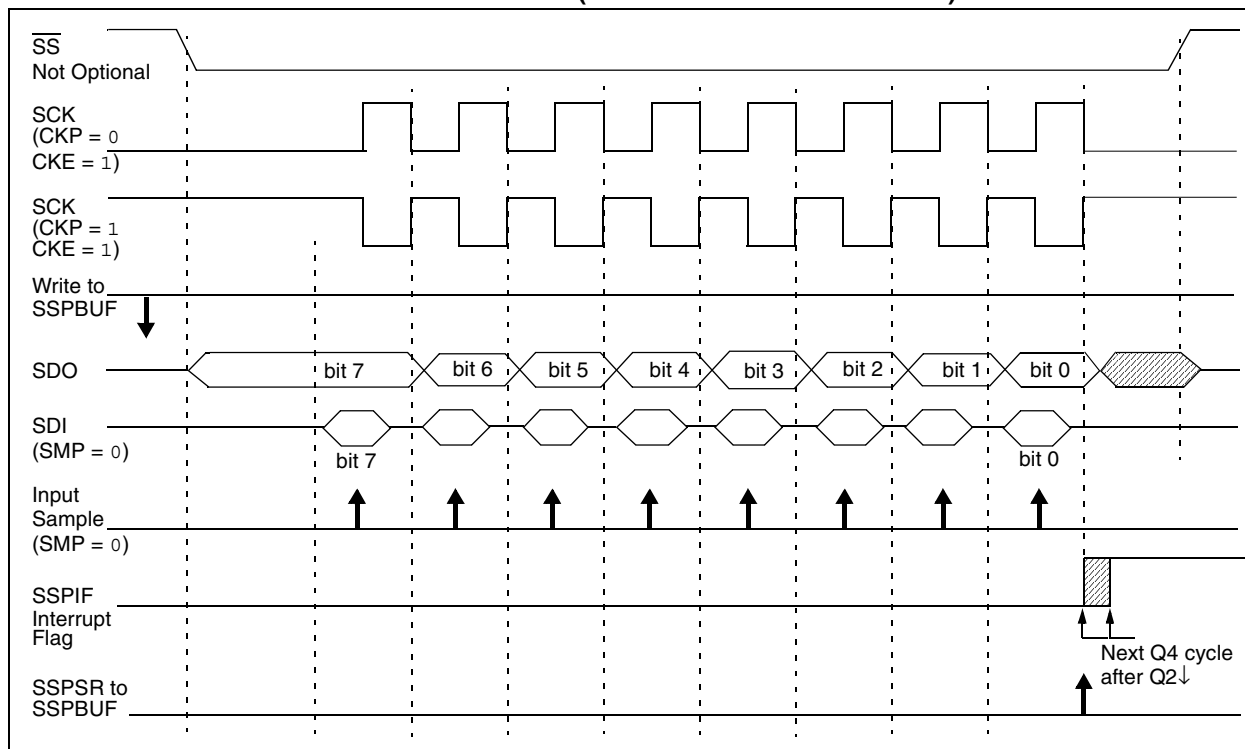 SS
Not Optional
SCK
(CKP = 0
CKE = 1)
SCK
(CKP = 1
CKE = 1)
Write to
SSPBUF
SDO
bit 7 bit 6 bit 5 bit 4 bit 3 bit 2 bit 1 bit 0
SDI
(SMP = 0)
bit 7 bit 0
Input
Sample
(SMP = 0)
SSPIF
Interrupt
Flag
Next Q4 cycle
after Q2↓
SSPSR to
SSPBUF